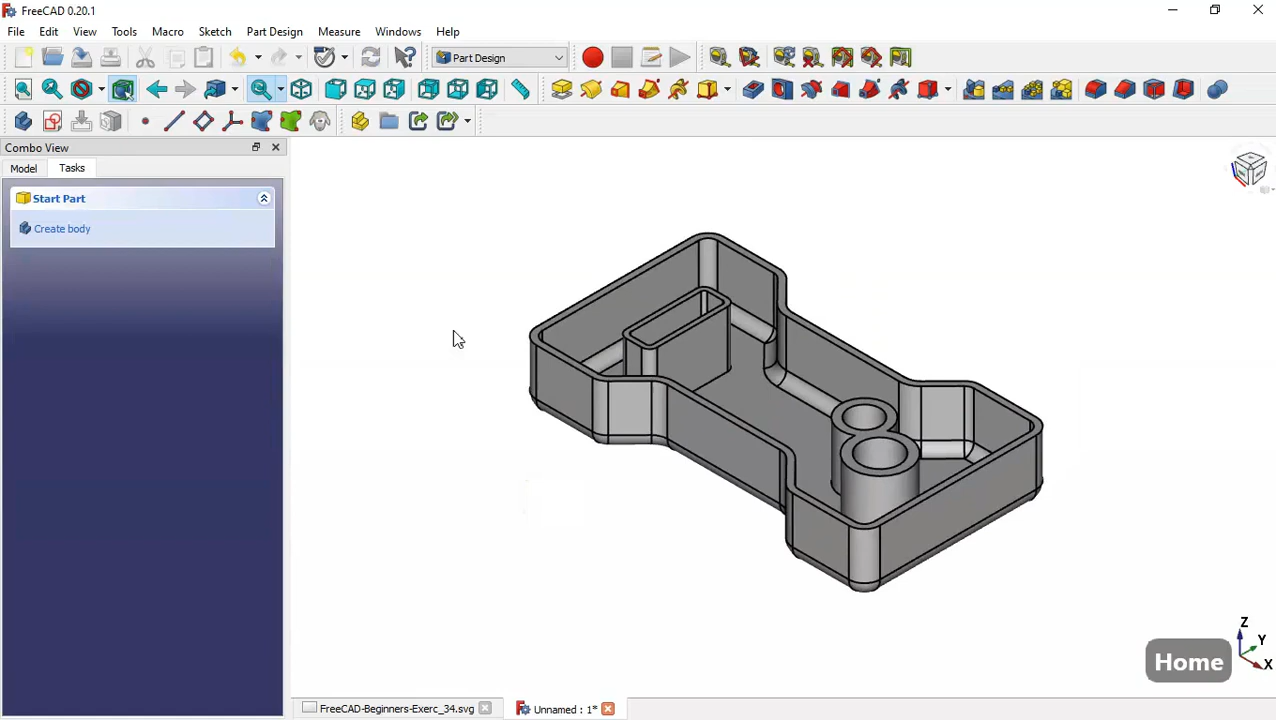 FreeCAD 0.20.1
File Edit View Tools Macro Sketch Part Design Measure Windows Help
Part Design
Combo View
Model Tasks
Start Part
Create body
Z
Y
X
Home
FreeCAD-Beginners-Exerc_34.svg Unnamed : 1*